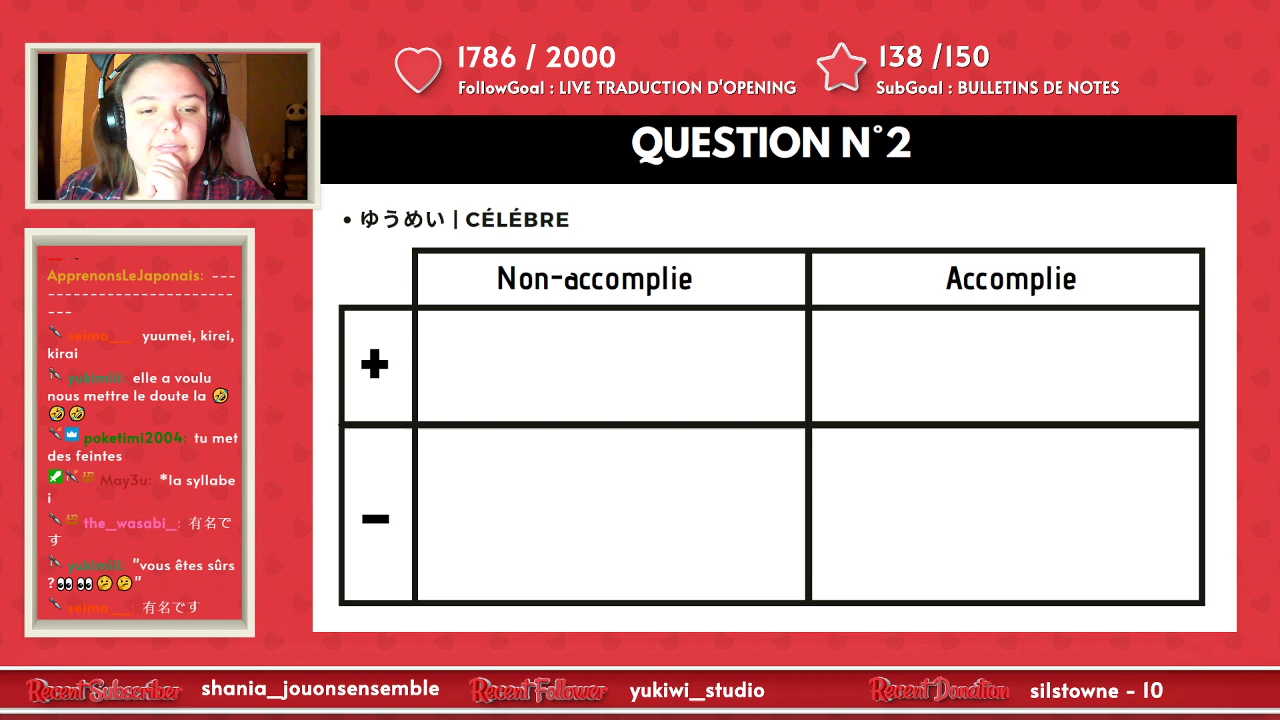 1786 / 2000
FollowGoal : LIVE TRADUCTION D'OPENING
138 /150
SubGoal : BULLETINS DE NOTES
QUESTION N°2
• ゆうめい | CÉLÉBRE
Non-accomplie
Accomplie
+
-
ApprenonsLeJaponais: ---
----------------------
---
seima___: yuumei, kirei,
kirai
elle a voulu
nous mettre le doute la 🤣
🤣 🤣
poketimi2004: tu met
des feintes
May3u: *la syllabe
i
the_wasabi_: 有名で
す
"vous êtes sûrs
?👀 👀 🤔 🤔"
seima___: 有名です
Recent Subscriber
shania_jouonsensemble
Recent Follower
yukiwi_studio
Recent Donation
silstowne - 10